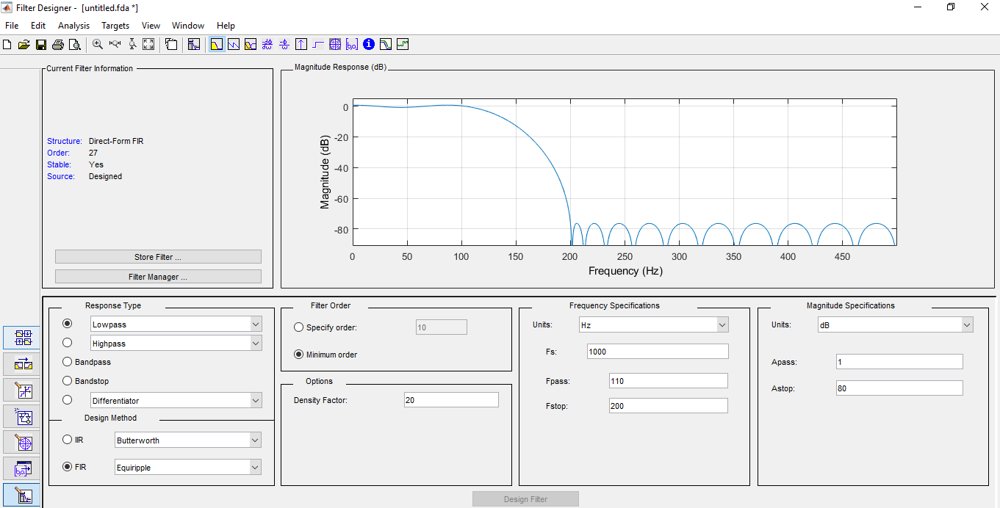 Filter Designer - [untitled.fda *]
File Edit Analysis Targets View Window Help
Current Filter Information
Structure: Direct-Form FIR
Order: 27
Stable: Yes
Source: Designed
Store Filter ...
Filter Manager ...
Magnitude Response (dB)
Magnitude (dB)
0
-20
-40
-60
-80
0 50 100 150 200 250 300 350 400 450
Frequency (Hz)
Response Type
Lowpass
Highpass
Bandpass
Bandstop
Differentiator
Design Method
IIR Butterworth
FIR Equiripple
Filter Order
Specify order: 10
Minimum order
Options
Density Factor: 20
Frequency Specifications
Units: Hz
Fs: 1000
Fpass: 110
Fstop: 200
Magnitude Specifications
Units: dB
Apass: 1
Astop: 80
Design Filter